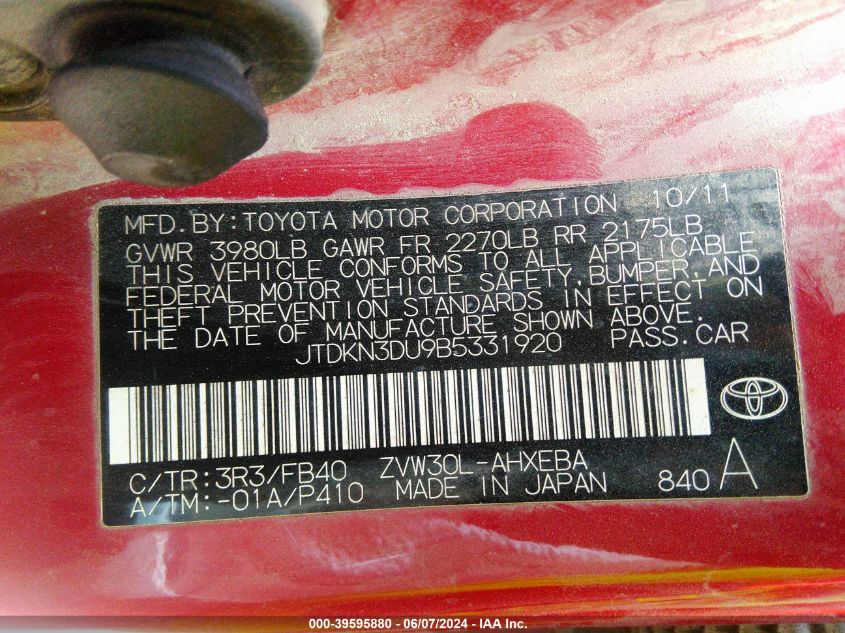 MFD.BY:TOYOTA MOTOR CORPORATION 10/11
GVWR 3980LB GAWR FR 2270LB RR 2175LB
THIS VEHICLE CONFORMS TO ALL APPLICABLE
FEDERAL MOTOR VEHICLE SAFETY,BUMPER,AND
THEFT PREVENTION STANDARDS IN EFFECT ON
THE DATE OF MANUFACTURE SHOWN ABOVE.
JTDKN3DU9B5331920 PASS.CAR
C/TR:3R3/FB40 ZVW30L-AHXEBA
A/TM:-01A/P410 MADE IN JAPAN 840 A
000-39595880 - 06/07/2024 - IAA Inc.